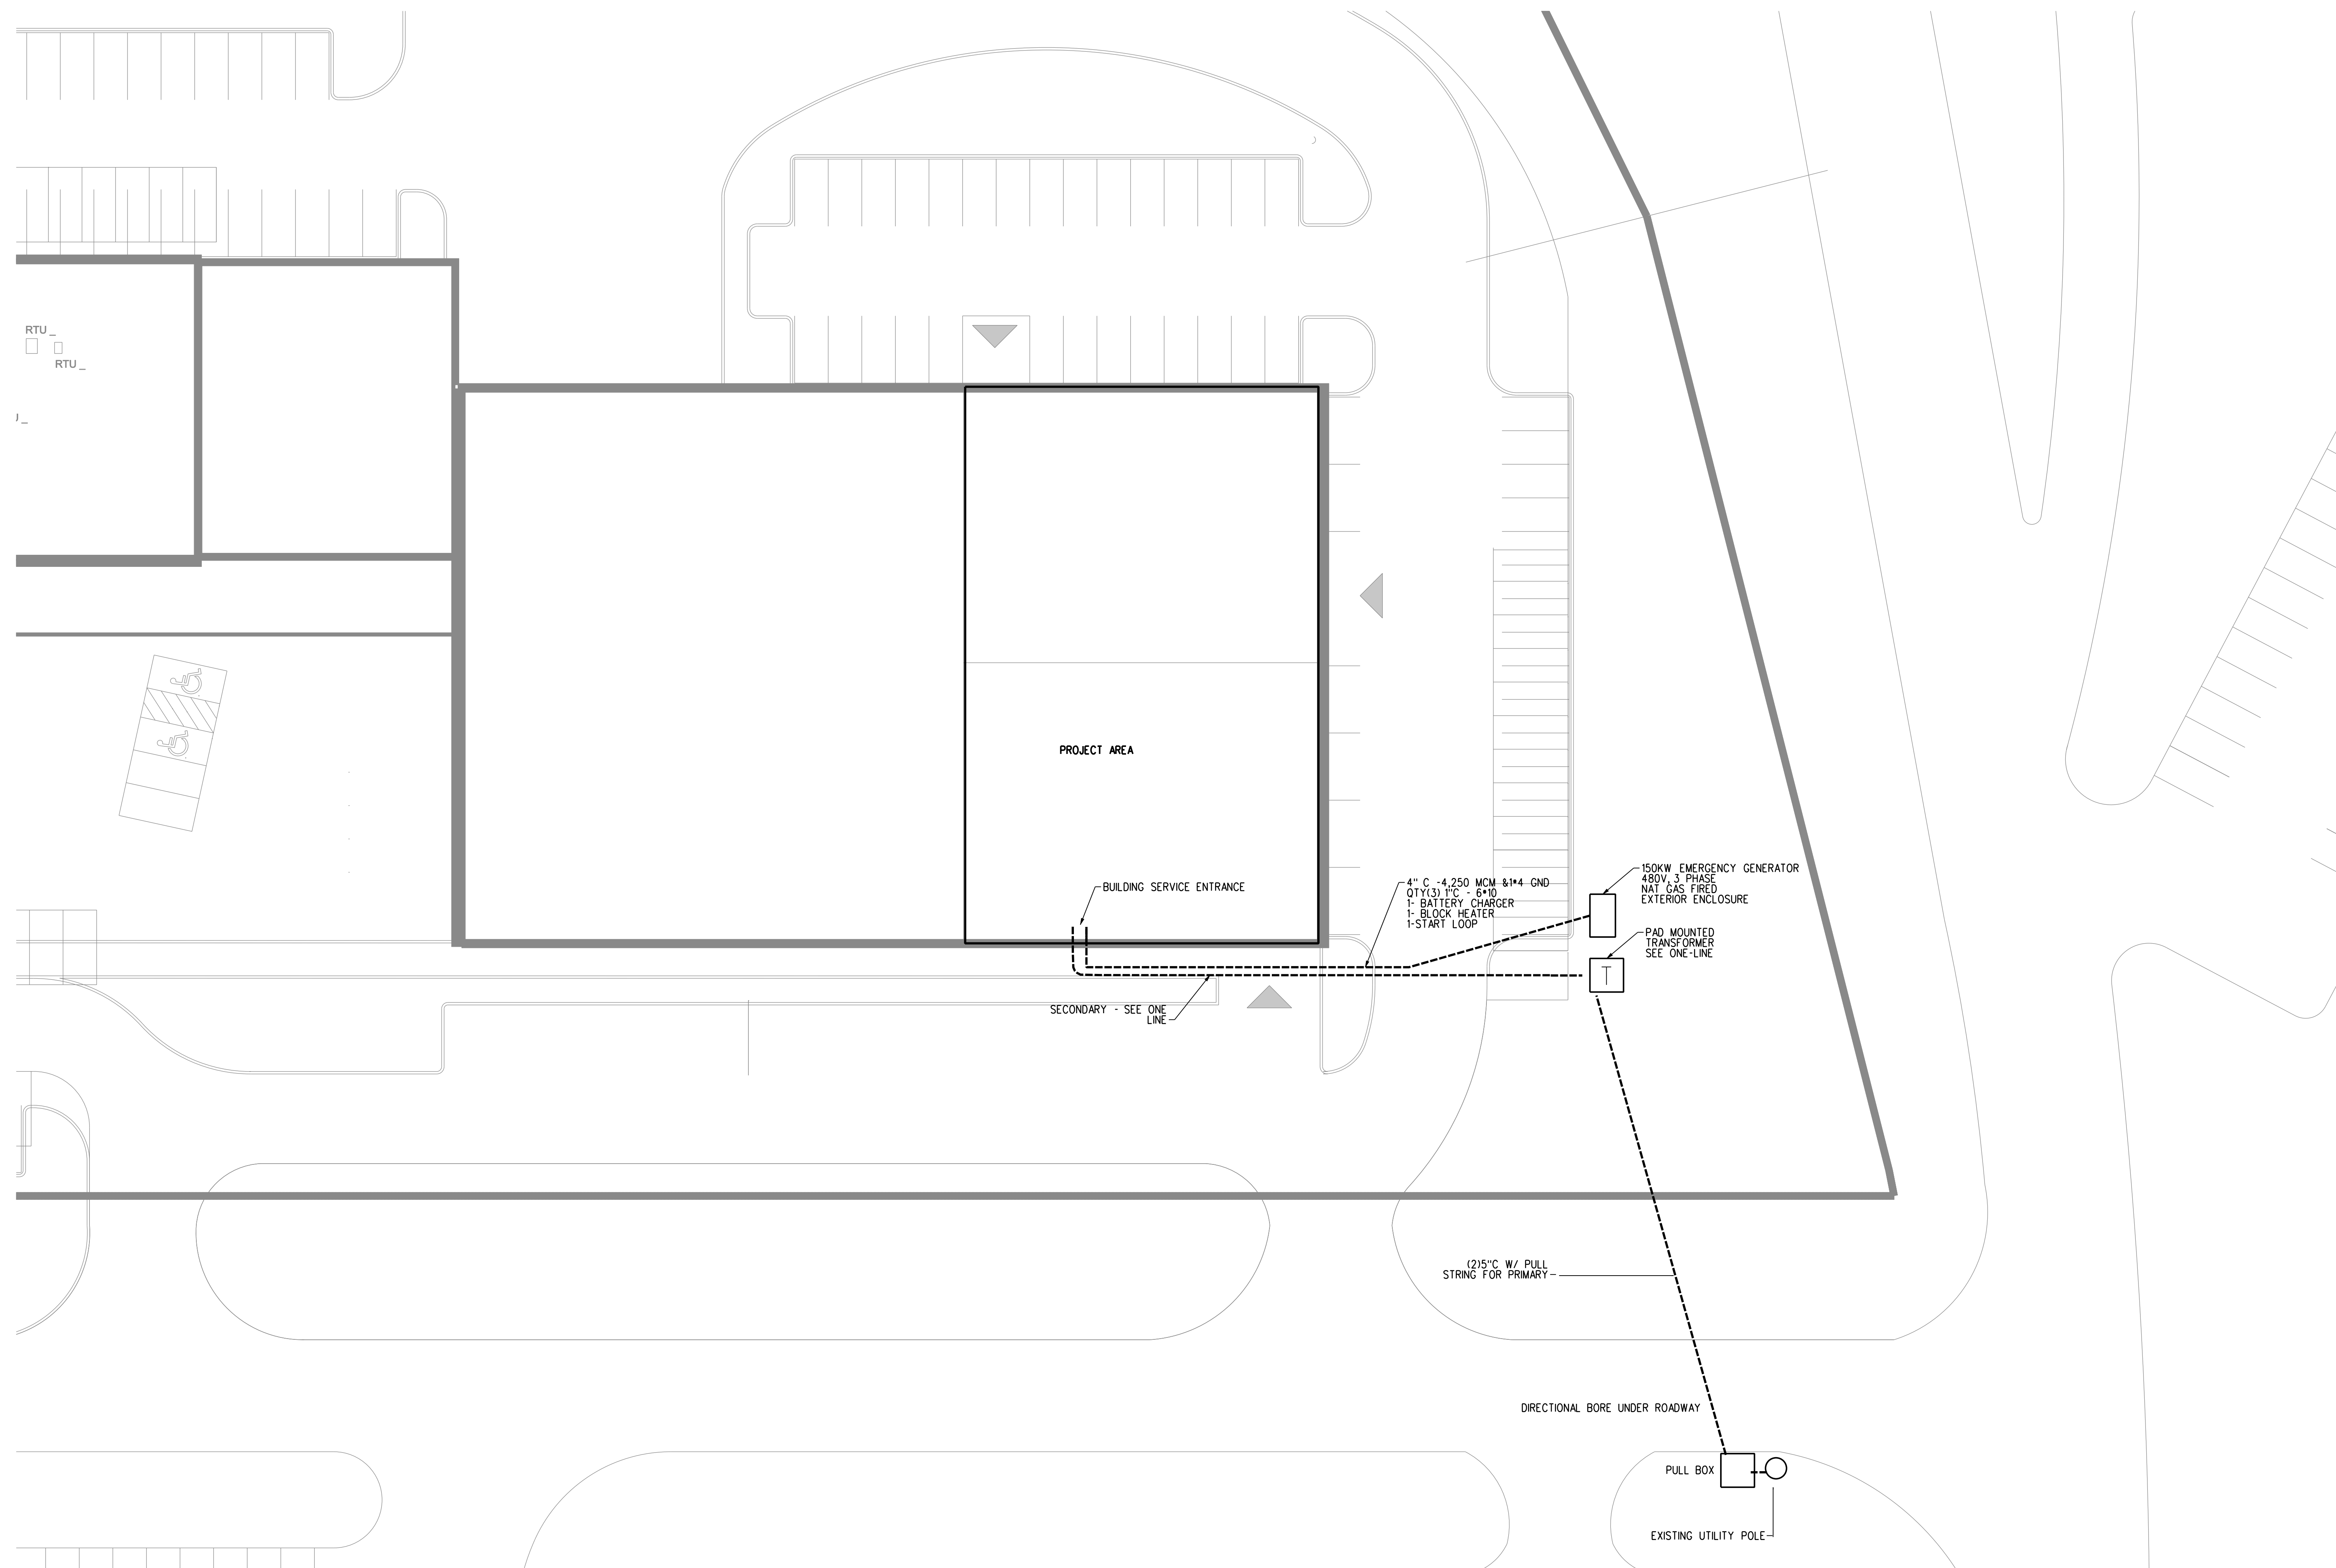 RTU _
RTU _
_
PROJECT AREA
BUILDING SERVICE ENTRANCE
4" C -4,250 MCM &1#4 GND
QTY(3) 1"C - 6#10
1- BATTERY CHARGER
1- BLOCK HEATER
1-START LOOP
150KW EMERGENCY GENERATOR
480V, 3 PHASE
NAT GAS FIRED
EXTERIOR ENCLOSURE
PAD MOUNTED
TRANSFORMER
SEE ONE-LINE
T
SECONDARY - SEE ONE
LINE
(2)5"C W/ PULL
STRING FOR PRIMARY
DIRECTIONAL BORE UNDER ROADWAY
PULL BOX
EXISTING UTILITY POLE